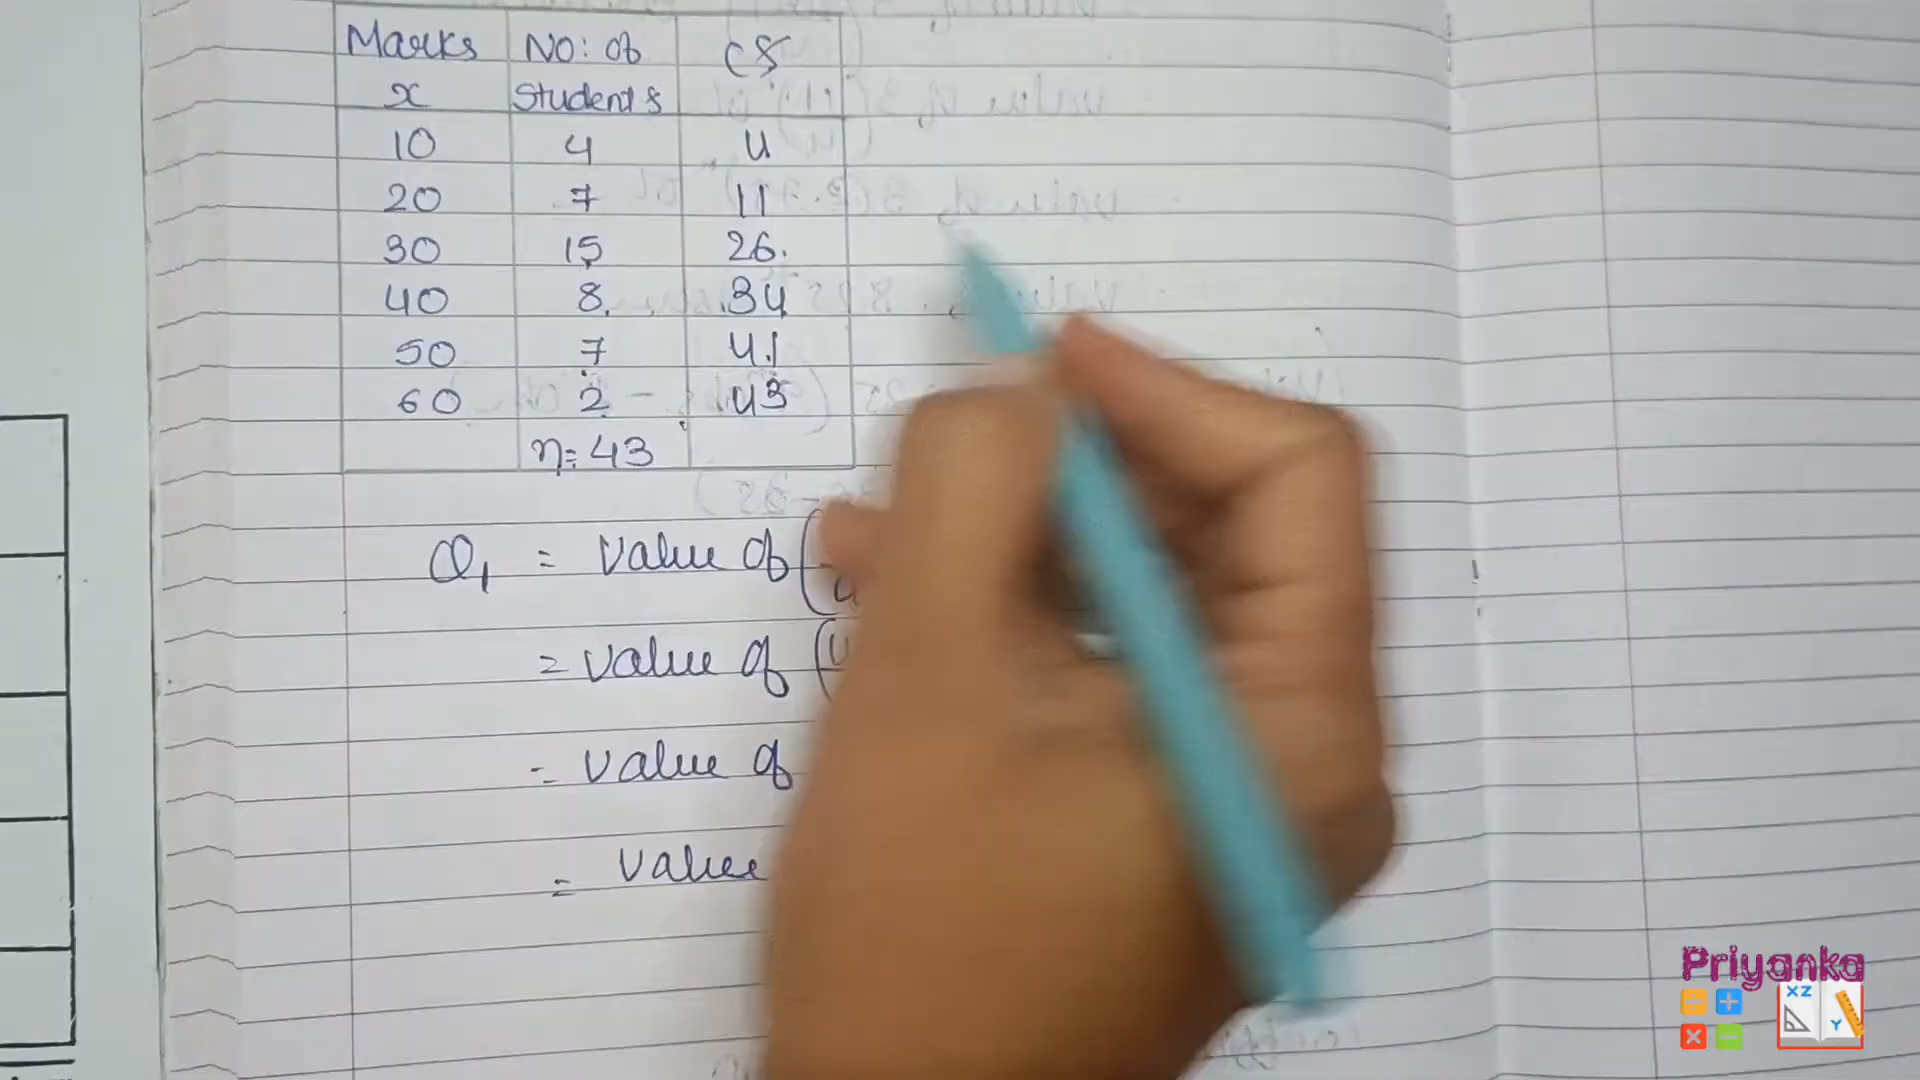 Marks No: of cf
x Students
10 4 4
20 7 11
30 15 26.
40 8 34
50 7 41
60 2 43
n = 43
Q₁ = Value of (
= Value of (
= Value of
= Value
Priyanka
XZ
Y